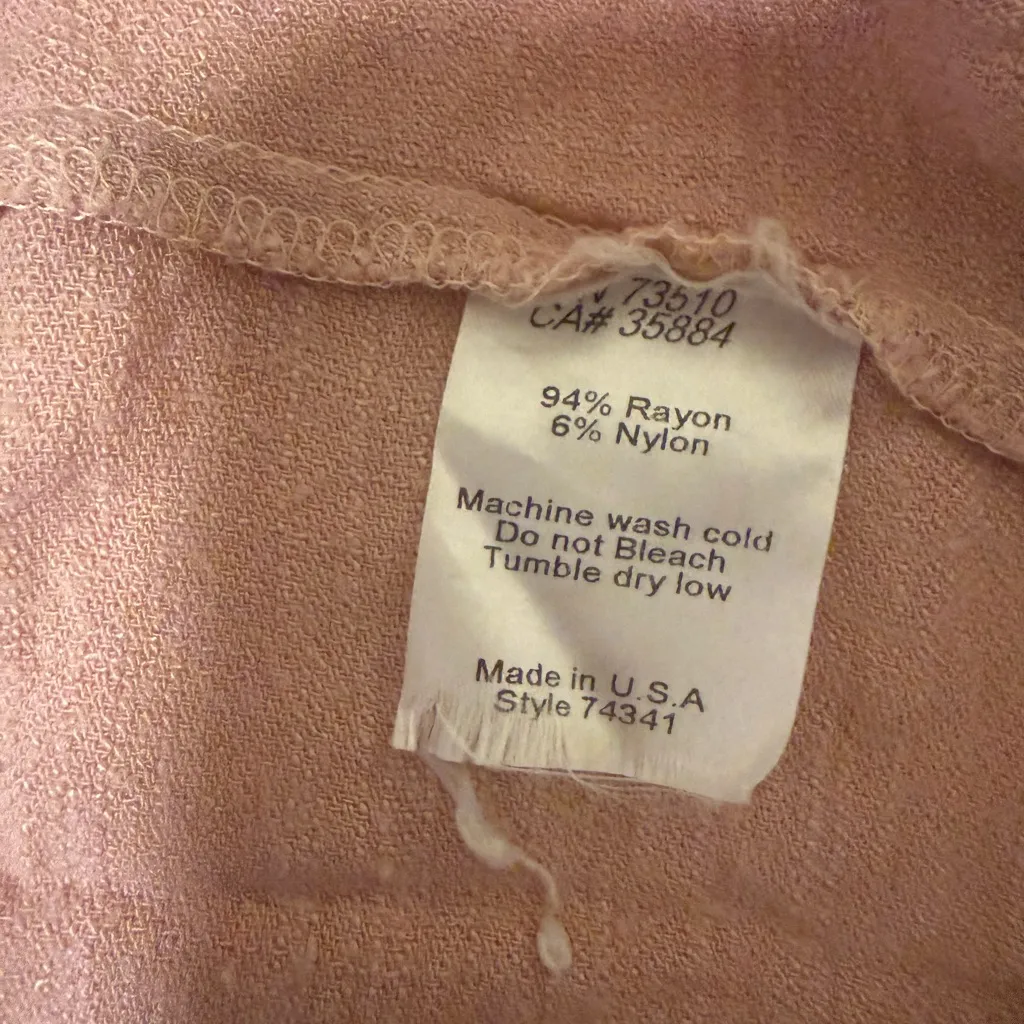 73510
CA# 35884
94% Rayon
6% Nylon
Machine wash cold
Do not Bleach
Tumble dry low
Made in U.S.A
Style 74341